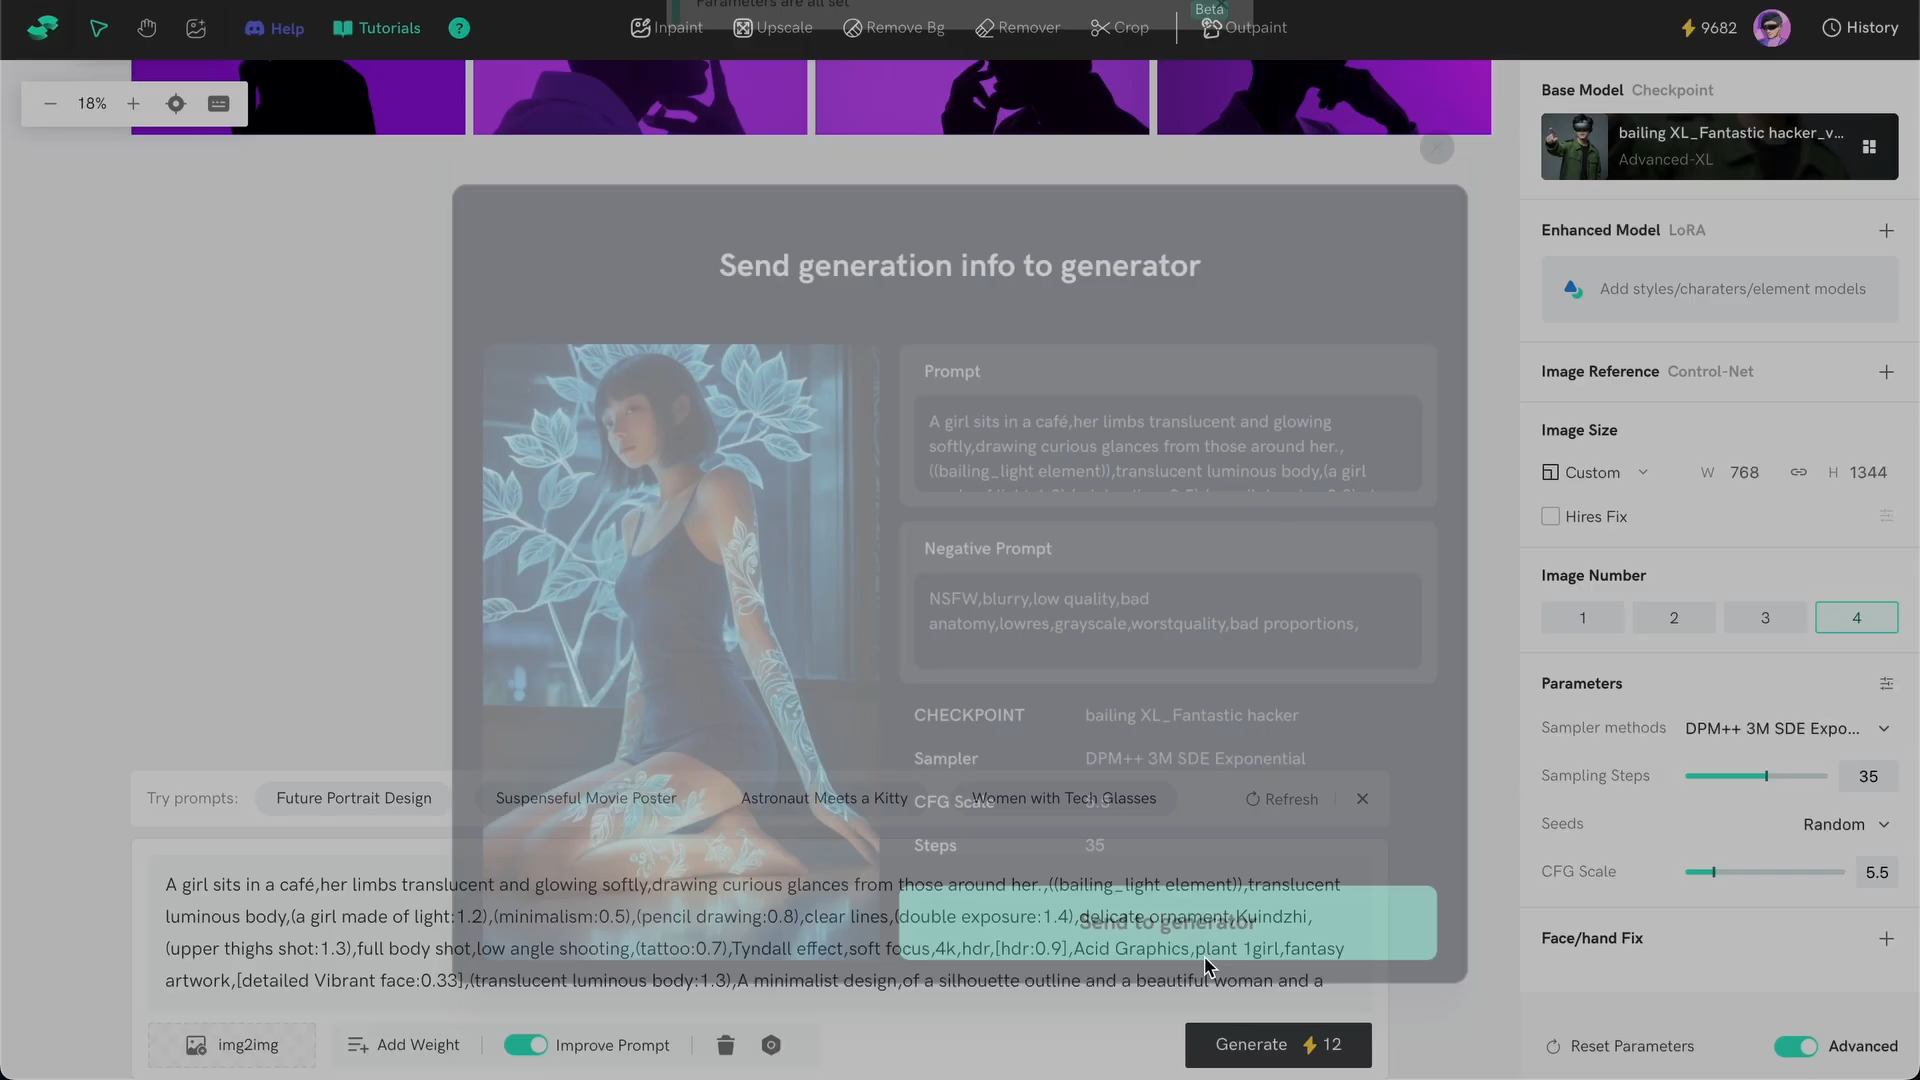 Parameters are all set
Help
Tutorials
?
Inpaint
Upscale
Remove Bg
Remover
Crop
Beta
Outpaint
9682
History
18%
Base Model Checkpoint
bailing XL_Fantastic hacker_v...
Advanced-XL
Enhanced Model LoRA
Add styles/charaters/element models
Image Reference Control-Net
Image Size
Custom W 768 H 1344
Hires Fix
Image Number
1 2 3 4
Parameters
Sampler methods DPM++ 3M SDE Expo...
Sampling Steps 35
Seeds Random
CFG Scale 5.5
Face/hand Fix
Reset Parameters
Advanced
Send generation info to generator
Prompt
A girl sits in a café,her limbs translucent and glowing
softly,drawing curious glances from those around her.,
((bailing_light element)),translucent luminous body,(a girl
Negative Prompt
NSFW,blurry,low quality,bad
anatomy,lowres,grayscale,worstquality,bad proportions,
CHECKPOINT bailing XL_Fantastic hacker
Sampler DPM++ 3M SDE Exponential
CFG Scale 5.5
Steps 35
Send to generator
Try prompts: Future Portrait Design Suspenseful Movie Poster Astronaut Meets a Kitty Women with Tech Glasses Refresh
A girl sits in a café,her limbs translucent and glowing softly,drawing curious glances from those around her.,((bailing_light element)),translucent
luminous body,(a girl made of light:1.2),(minimalism:0.5),(pencil drawing:0.8),clear lines,(double exposure:1.4),delicate ornament,Kuindzhi,
(upper thighs shot:1.3),full body shot,low angle shooting,(tattoo:0.7),Tyndall effect,soft focus,4k,hdr,[hdr:0.9],Acid Graphics,plant 1girl,fantasy
artwork,[detailed Vibrant face:0.33],(translucent luminous body:1.3),A minimalist design,of a silhouette outline and a beautiful woman and a
img2img
Add Weight
Improve Prompt
Generate 12